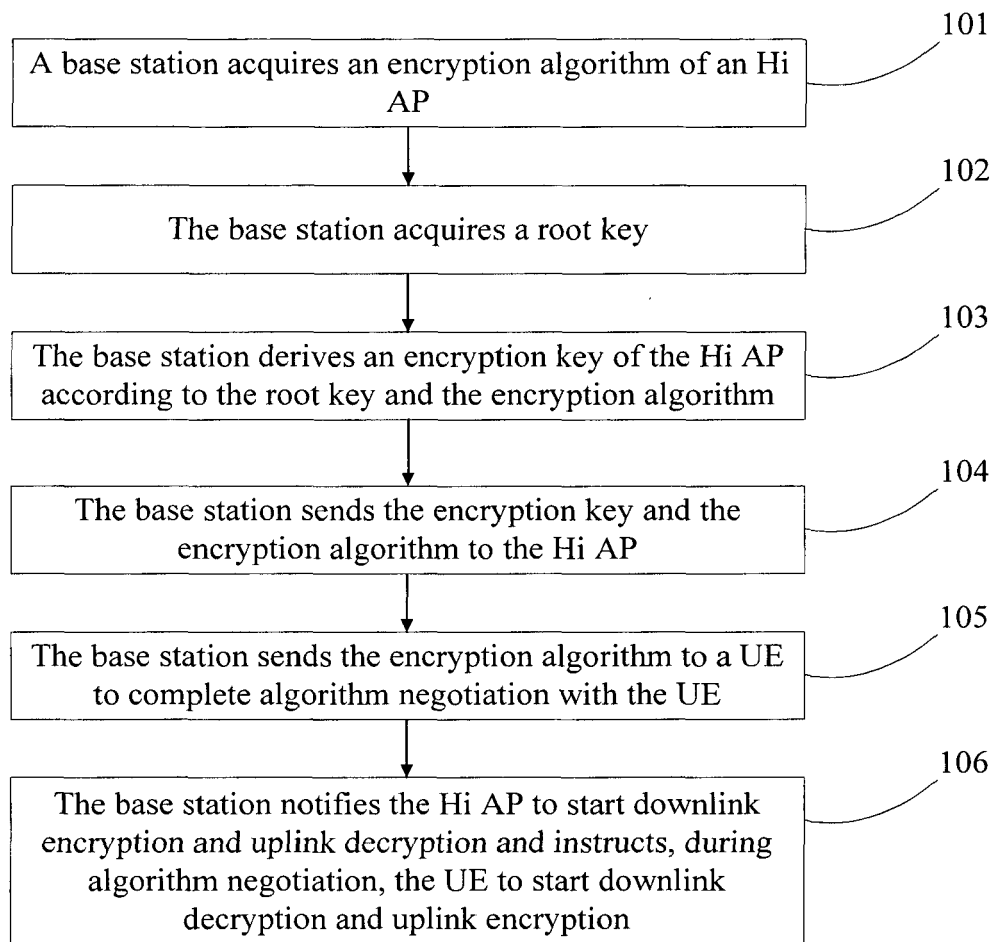 101
A base station acquires an encryption algorithm of an Hi
AP
102
The base station acquires a root key
103
The base station derives an encryption key of the Hi AP
according to the root key and the encryption algorithm
104
The base station sends the encryption key and the
encryption algorithm to the Hi AP
105
The base station sends the encryption algorithm to a UE
to complete algorithm negotiation with the UE
106
The base station notifies the Hi AP to start downlink
encryption and uplink decryption and instructs, during
algorithm negotiation, the UE to start downlink
decryption and uplink encryption